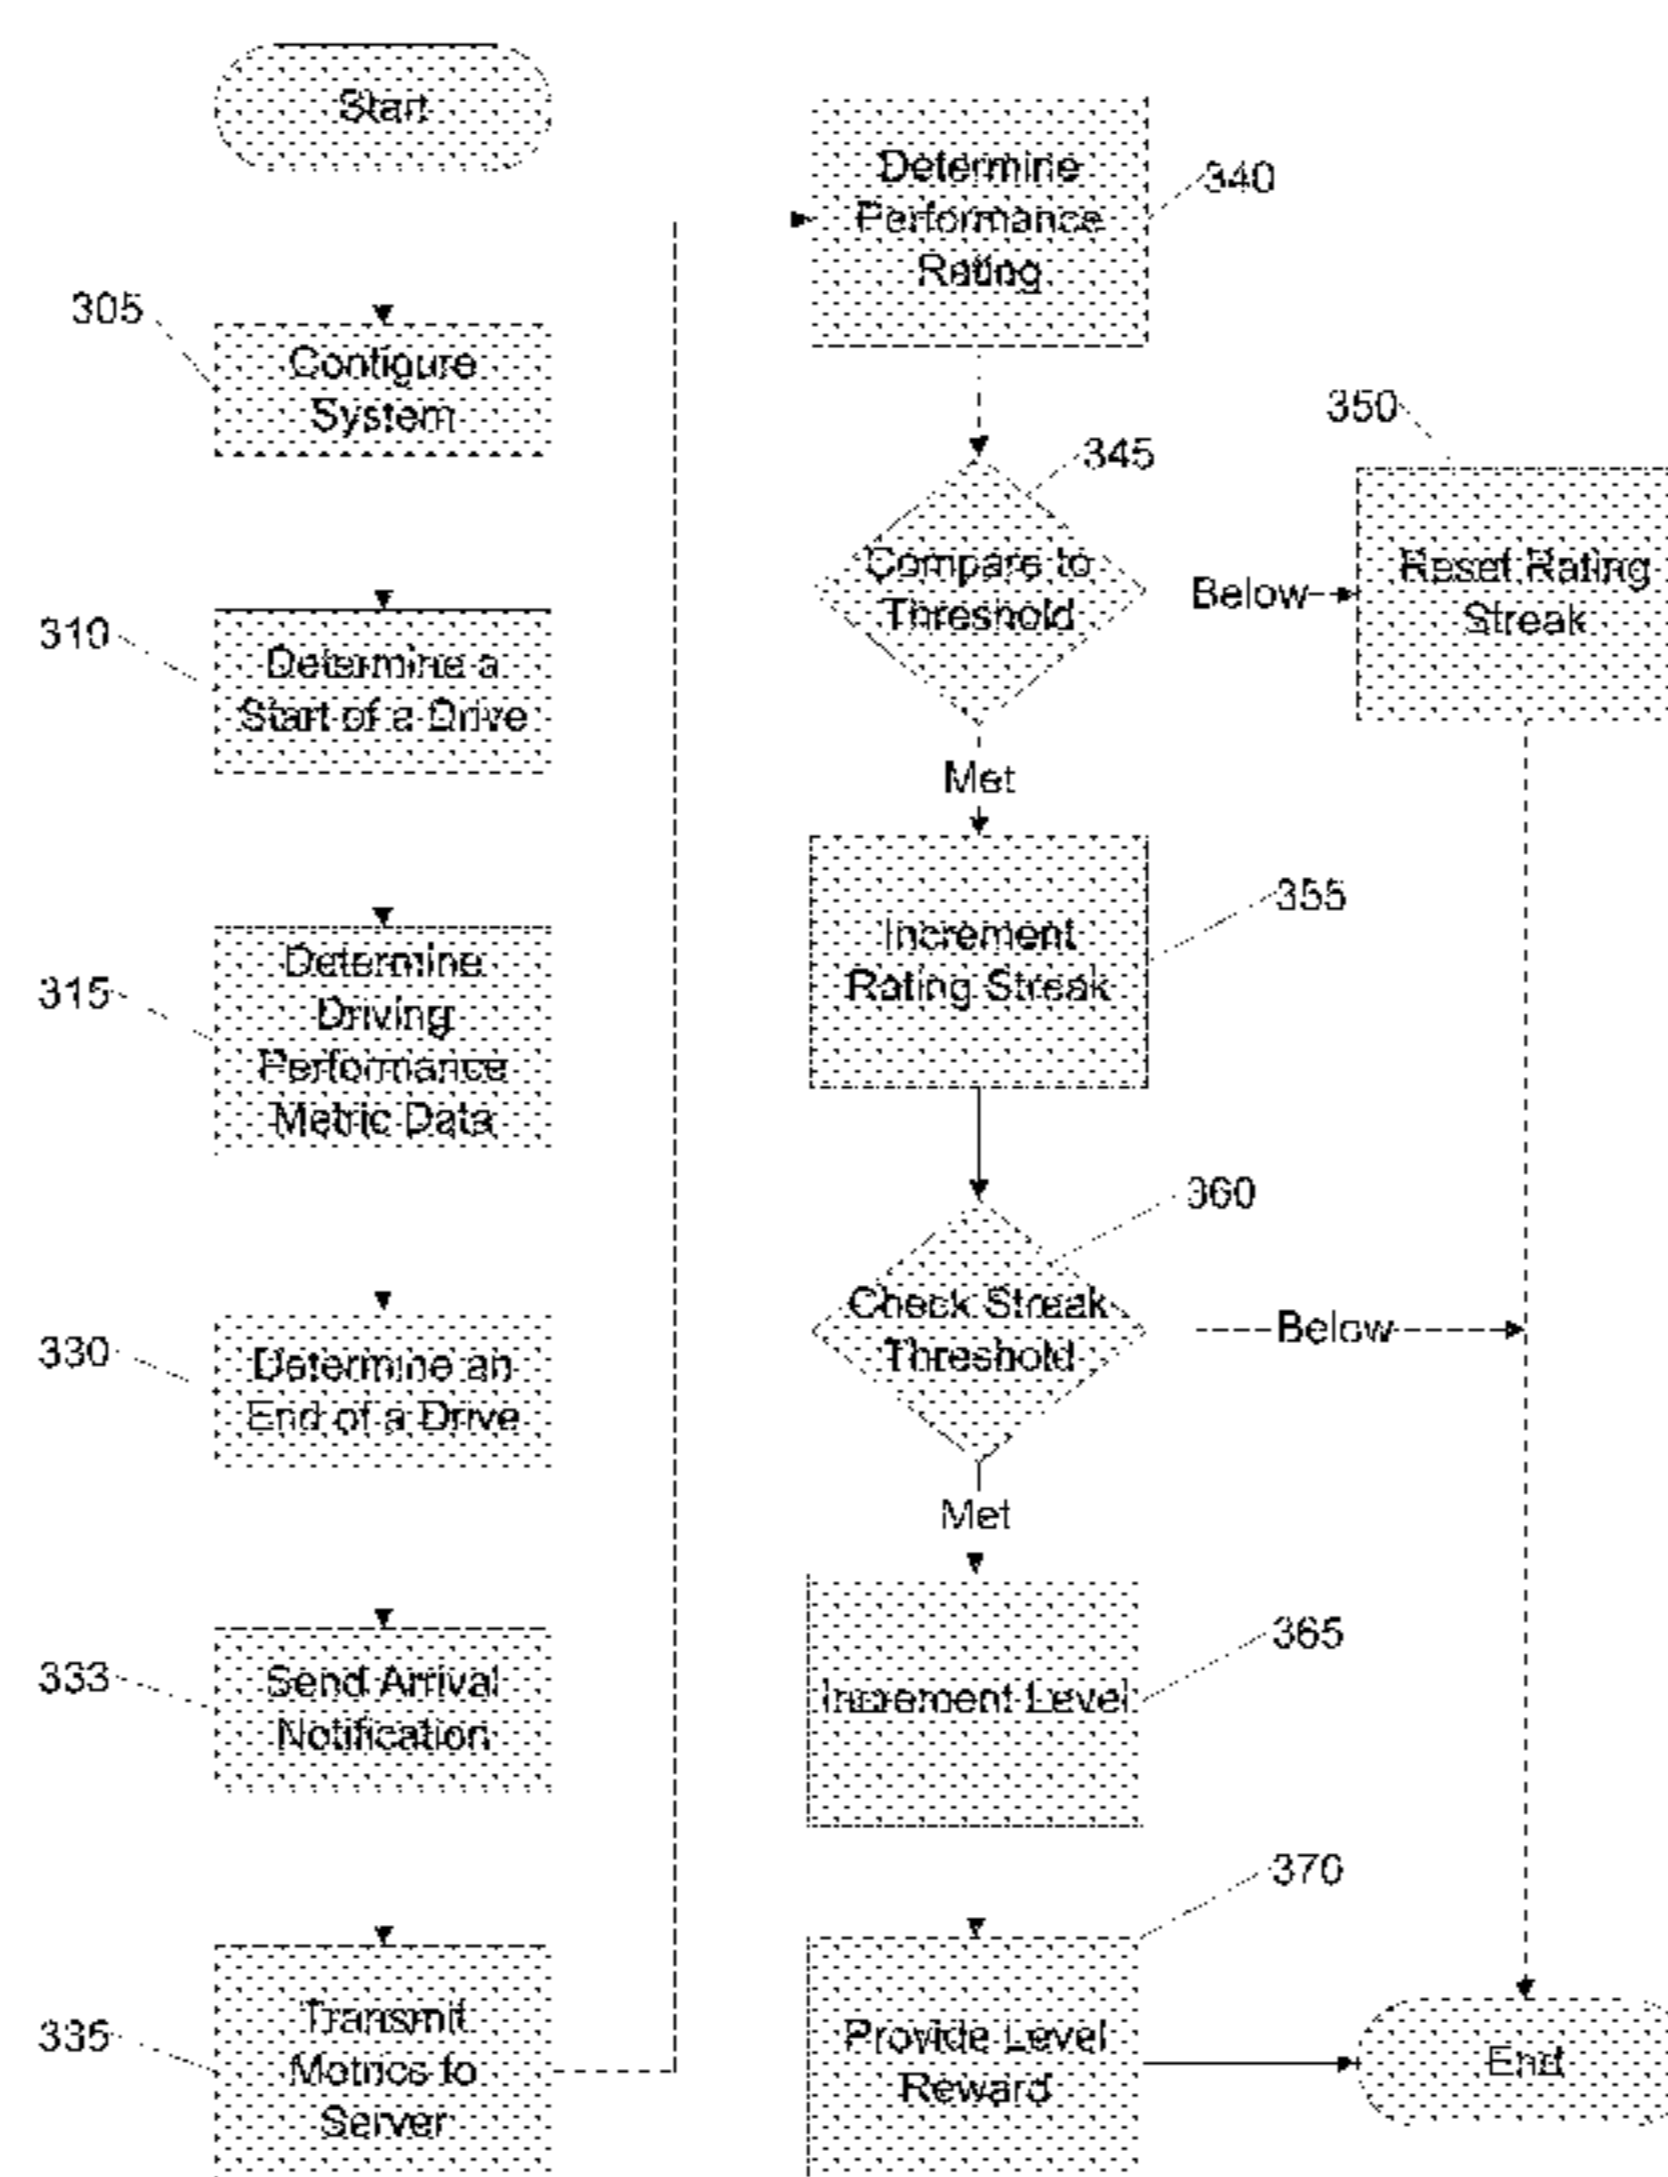 Start
305
Configure
System
310
Determine a
Start of a Drive
315
Determine
Driving
Performance
Metric Data
330
Determine an
End of a Drive
333
Send Arrival
Notification
335
Transmit
Metrics to
Server
Determine
Performance
Rating
340
345
Compare to
Threshold
Below
350
Reset Rating
Streak
Met
Increment
Rating Streak
355
360
Check Streak
Threshold
Below
Met
Increment Level
365
370
Provide Level
Reward
End